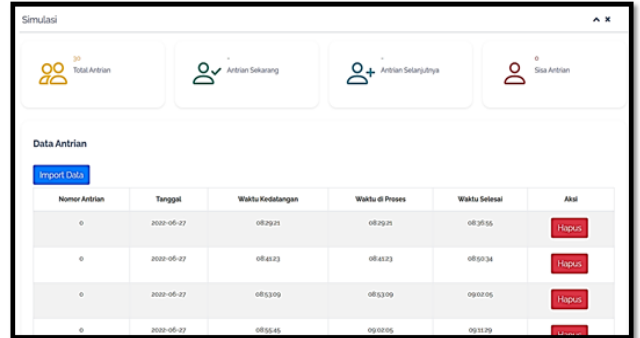 Simulasi
30
Total Antrian
-
Antrian Sekarang
-
Antrian Selanjutnya
0
Sisa Antrian
Data Antrian
Import Data
Nomor Antrian Tanggal Waktu Kedatangan Waktu di Proses Waktu Selesai Aksi
0 2022-06-27 08:29:21 08:29:21 08:36:55 Hapus
0 2022-06-27 08:41:23 08:41:23 08:50:34 Hapus
0 2022-06-27 08:53:09 08:53:09 09:02:05 Hapus
0 2022-06-27 08:55:45 09:02:05 09:11:29 Hapus